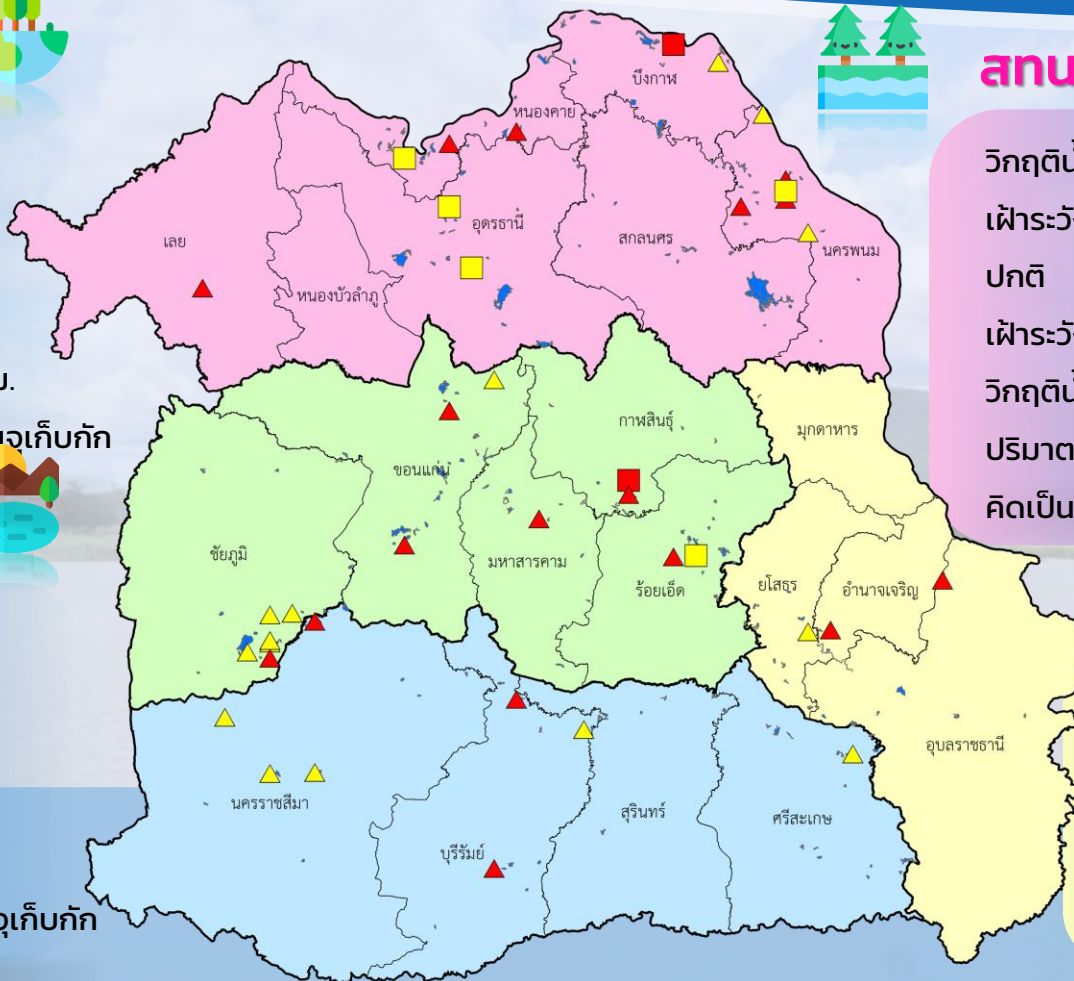 สทน
วิกฤติน้
เฝ้าระวัง
ปกติ
เฝ้าระวัง
วิกฤติน้
ปริมาต
คิดเป็น
ม.
จุเก็บกัก
จุเก็บกัก
บึงกาฬ
หนองคาย
เลย
อุดรธานี
สกลนคร
นครพนม
หนองบัวลำภู
กาฬสินธุ์
มุกดาหาร
ขอนแก่น
ชัยภูมิ
มหาสารคาม
ร้อยเอ็ด
ยโสธร
อำนาจเจริญ
อุบลราชธานี
นครราชสีมา
บุรีรัมย์
สุรินทร์
ศรีสะเกษ